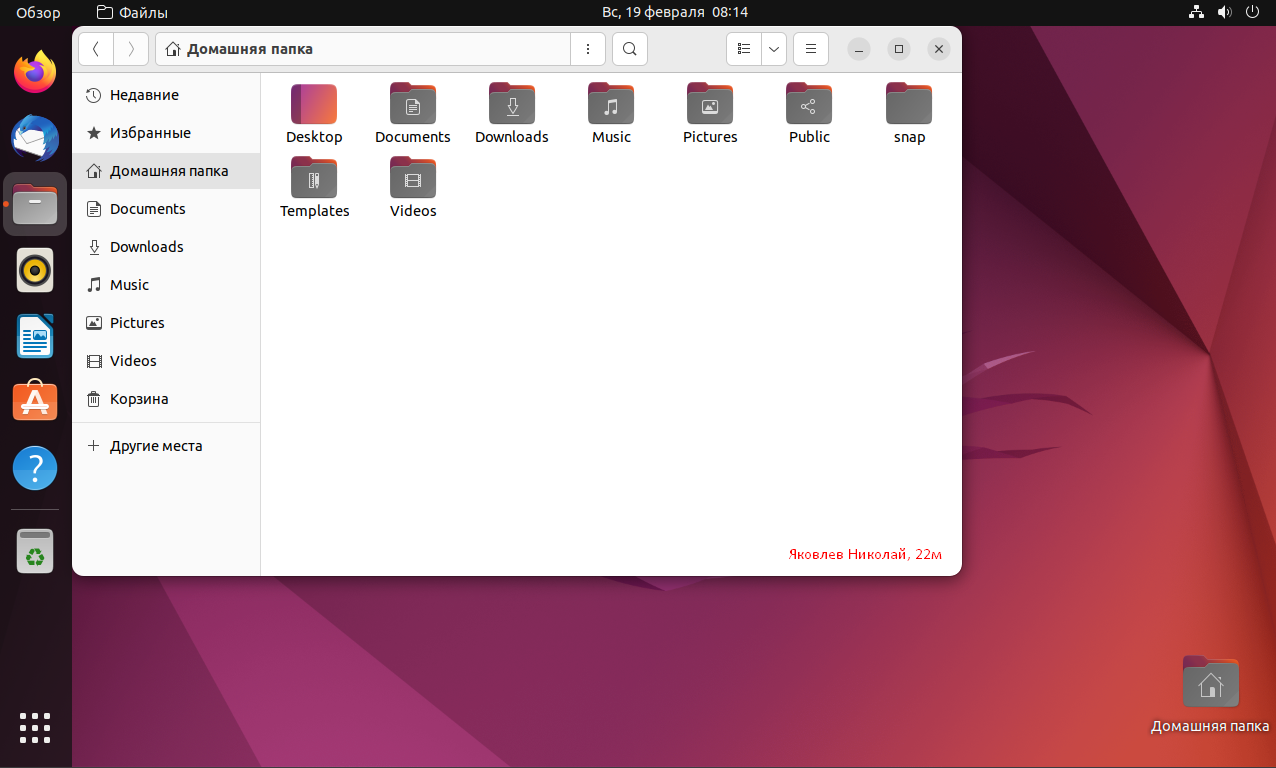 Обзор
Файлы
Вс, 19 февраля 08:14
Домашняя папка
Недавние
Избранные
Домашняя папка
Documents
Downloads
Music
Pictures
Videos
Корзина
Другие места
Desktop
Documents
Downloads
Music
Pictures
Public
snap
Templates
Videos
Яковлев Николай, 22м
Домашняя папка